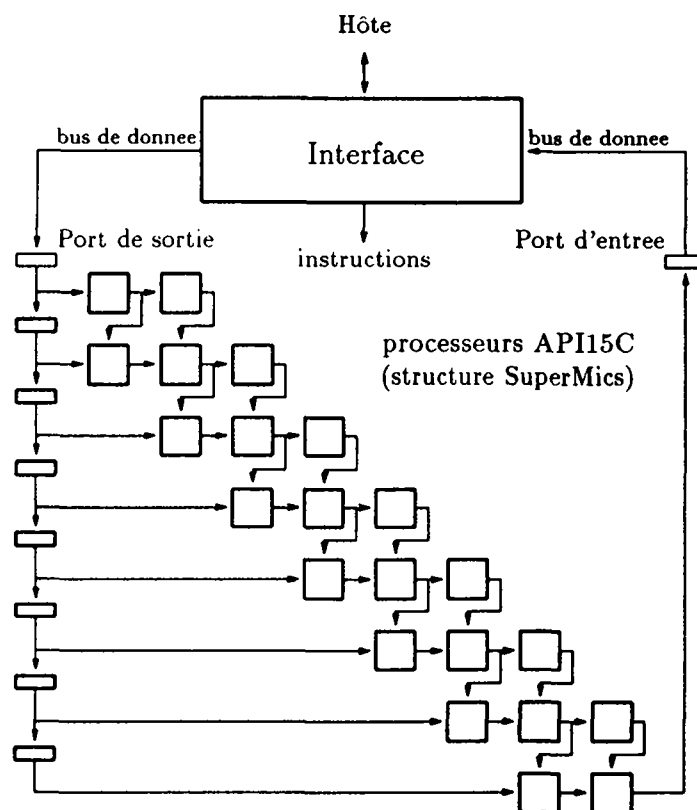 Hôte
bus de donnee
Interface
bus de donnee
Port de sortie
instructions
Port d'entree
processeurs API15C
(structure SuperMics)